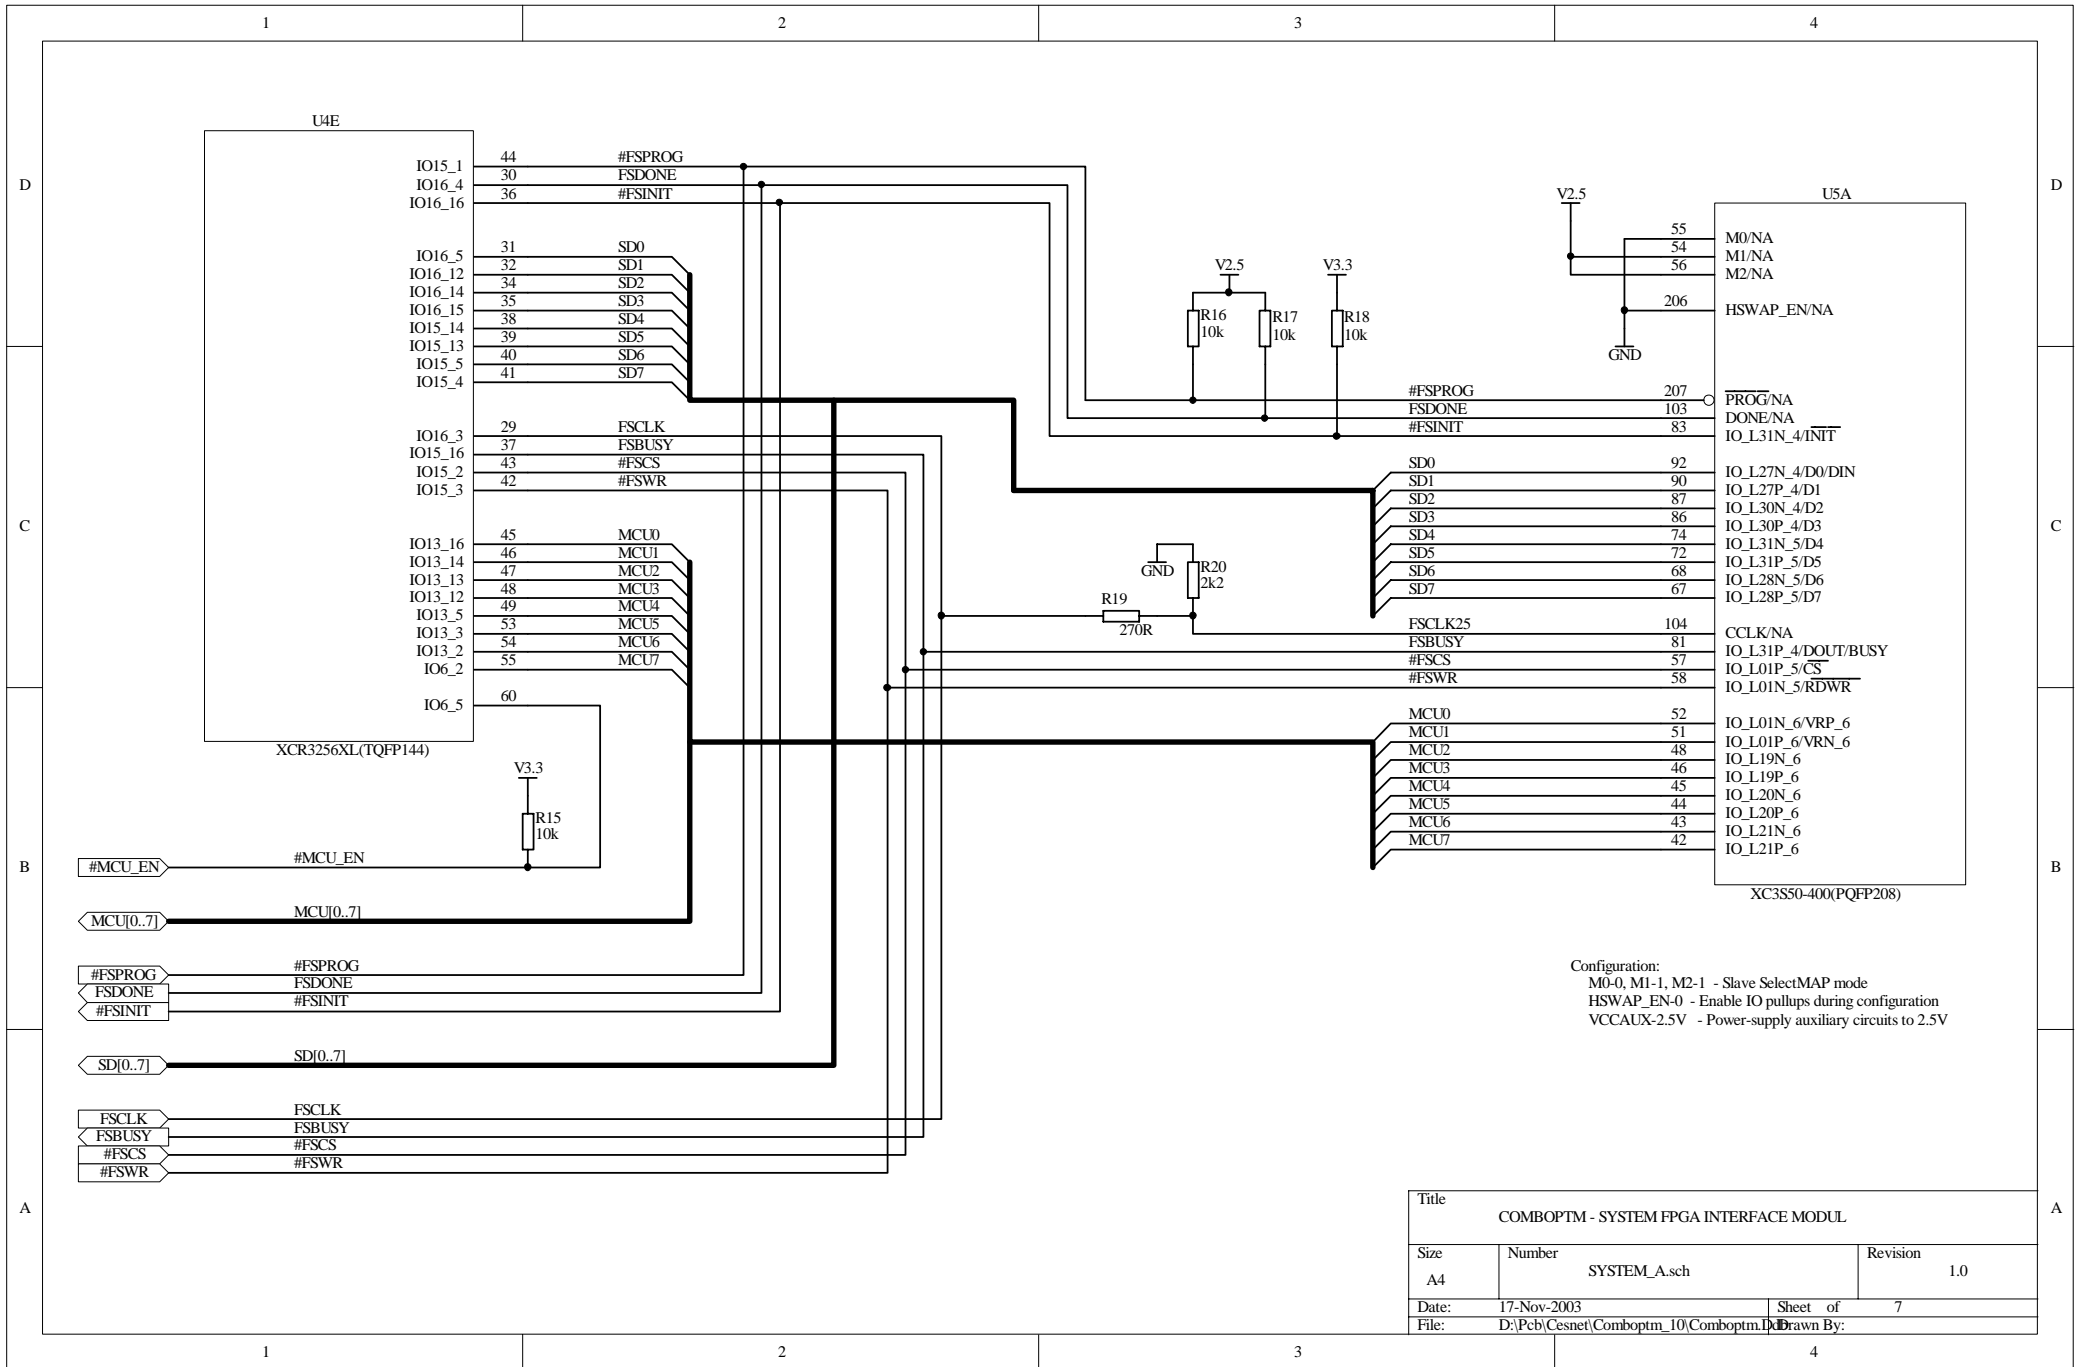 1 2 3 4
D
C
B
A
U4E
IO15_1 44 #FSPROG
IO16_4 30 FSDONE
IO16_16 36 #FSINIT
IO16_5 31 SD0
IO16_12 32 SD1
IO16_14 34 SD2
IO16_15 35 SD3
IO15_14 38 SD4
IO15_13 39 SD5
IO15_5 40 SD6
IO15_4 41 SD7
IO16_3 29 FSCLK
IO15_16 37 FSBUSY
IO15_2 43 #FSCS
IO15_3 42 #FSWR
IO13_16 45 MCU0
IO13_14 46 MCU1
IO13_13 47 MCU2
IO13_12 48 MCU3
IO13_5 49 MCU4
IO13_3 53 MCU5
IO13_2 54 MCU6
IO6_2 55 MCU7
IO6_5 60
XCR3256XL(TQFP144)
V3.3
R15
10k
#MCU_EN #MCU_EN
MCU[0..7] MCU[0..7]
#FSPROG #FSPROG
FSDONE FSDONE
#FSINIT #FSINIT
SD[0..7] SD[0..7]
FSCLK FSCLK
FSBUSY FSBUSY
#FSCS #FSCS
#FSWR #FSWR
V2.5
R16
10k
R17
10k
V3.3
R18
10k
GND
R20
2k2
R19
270R
V2.5
GND
U5A
55 M0/NA
54 M1/NA
56 M2/NA
206 HSWAP_EN/NA
#FSPROG 207 PROG/NA
FSDONE 103 DONE/NA
#FSINIT 83 IO_L31N_4/INIT
SD0 92 IO_L27N_4/D0/DIN
SD1 90 IO_L27P_4/D1
SD2 87 IO_L30N_4/D2
SD3 86 IO_L30P_4/D3
SD4 74 IO_L31N_5/D4
SD5 72 IO_L31P_5/D5
SD6 68 IO_L28N_5/D6
SD7 67 IO_L28P_5/D7
FSCLK25 104 CCLK/NA
FSBUSY 81 IO_L31P_4/DOUT/BUSY
#FSCS 57 IO_L01P_5/CS
#FSWR 58 IO_L01N_5/RDWR
MCU0 52 IO_L01N_6/VRP_6
MCU1 51 IO_L01P_6/VRN_6
MCU2 48 IO_L19N_6
MCU3 46 IO_L19P_6
MCU4 45 IO_L20N_6
MCU5 44 IO_L20P_6
MCU6 43 IO_L21N_6
MCU7 42 IO_L21P_6
XC3S50-400(PQFP208)
Configuration:
M0-0, M1-1, M2-1 - Slave SelectMAP mode
HSWAP_EN-0 - Enable IO pullups during configuration
VCCAUX-2.5V - Power-supply auxiliary circuits to 2.5V
D
C
B
A
Title
COMBOPTM - SYSTEM FPGA INTERFACE MODUL
Size Number Revision
A4 SYSTEM_A.sch 1.0
Date: 17-Nov-2003 Sheet of 7
File: D:\Pcb\Cesnet\Comboptm_10\Comboptm.Ddb Drawn By:
1 2 3 4